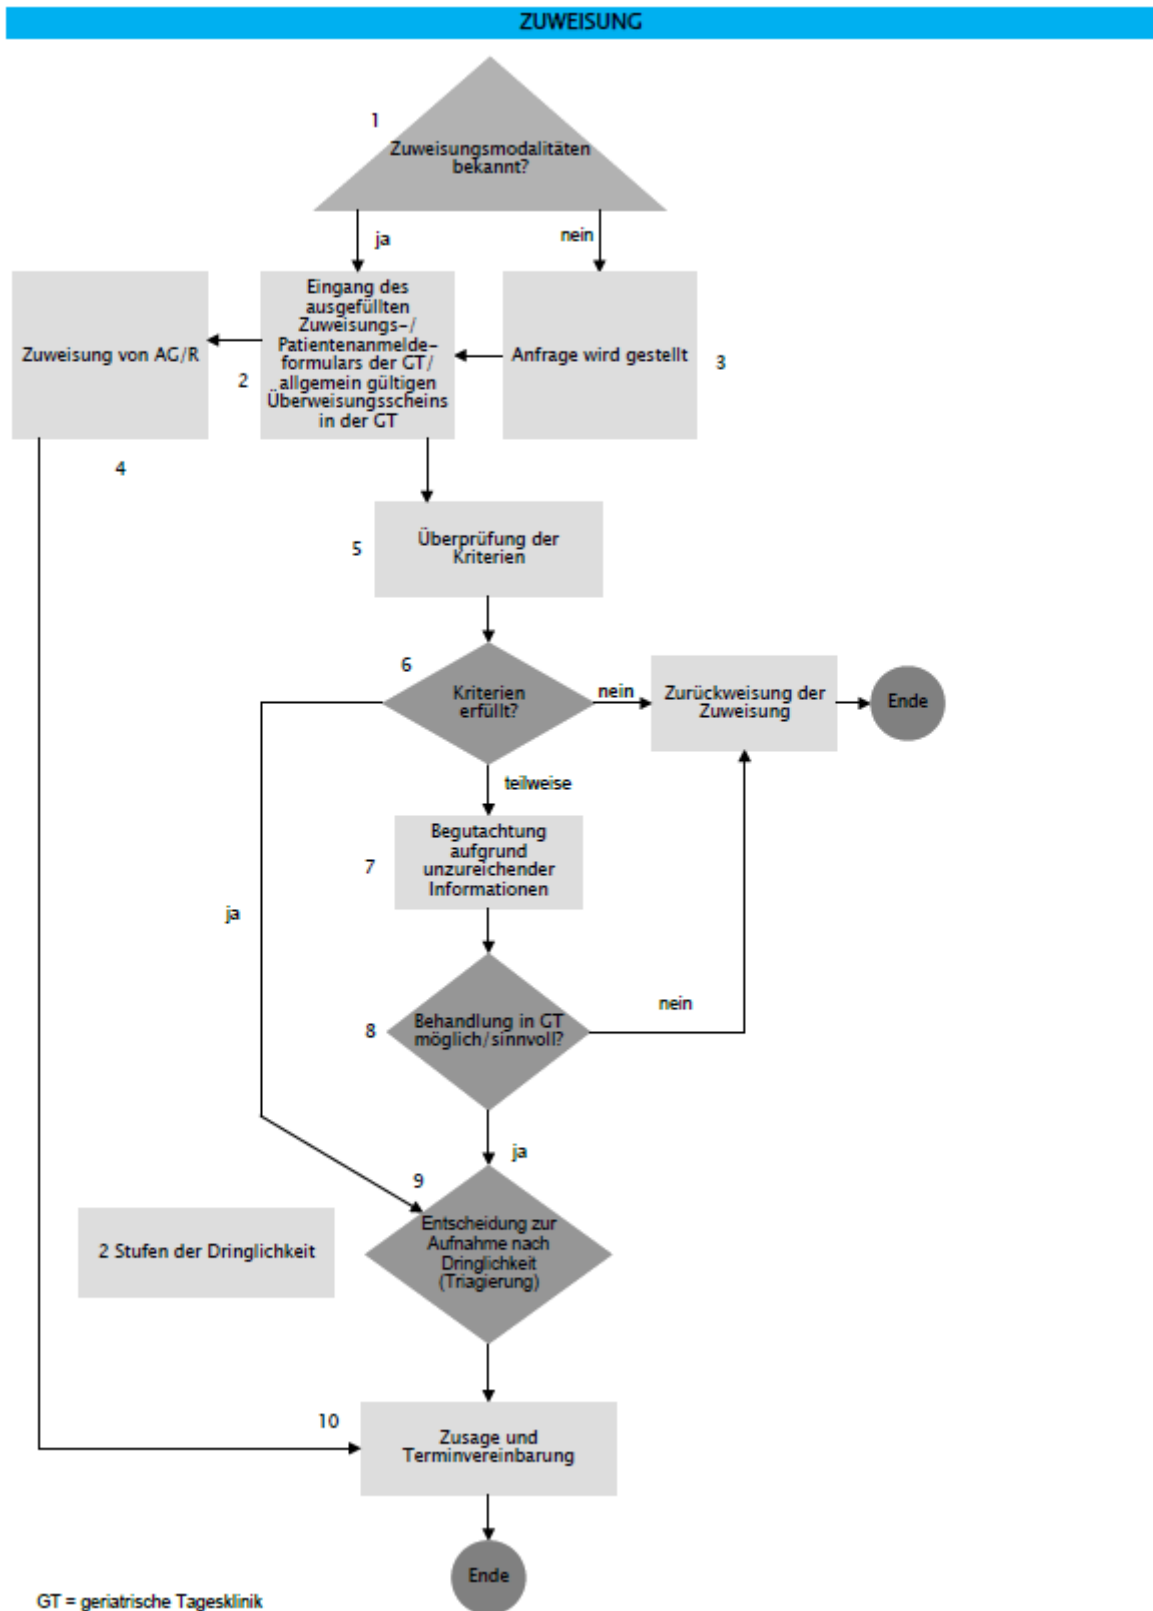 ZUWEISUNG
1
Zuweisungsmodalitäten
bekannt?
ja
nein
Zuweisung von AG/R
4
2
Eingang des
ausgefüllten
Zuweisungs-/
Patientenanmelde-
formulars der GT/
allgemein gültigen
Überweisungsscheins
in der GT
Anfrage wird gestellt
3
5
Überprüfung der
Kriterien
6
Kriterien
erfüllt?
nein
Zurückweisung der
Zuweisung
Ende
teilweise
7
Begutachtung
aufgrund
unzureichender
Informationen
ja
8
Behandlung in GT
möglich/sinnvoll?
nein
ja
9
Entscheidung zur
Aufnahme nach
Dringlichkeit
(Triagierung)
2 Stufen der Dringlichkeit
10
Zusage und
Terminvereinbarung
Ende
GT = geriatrische Tagesklinik